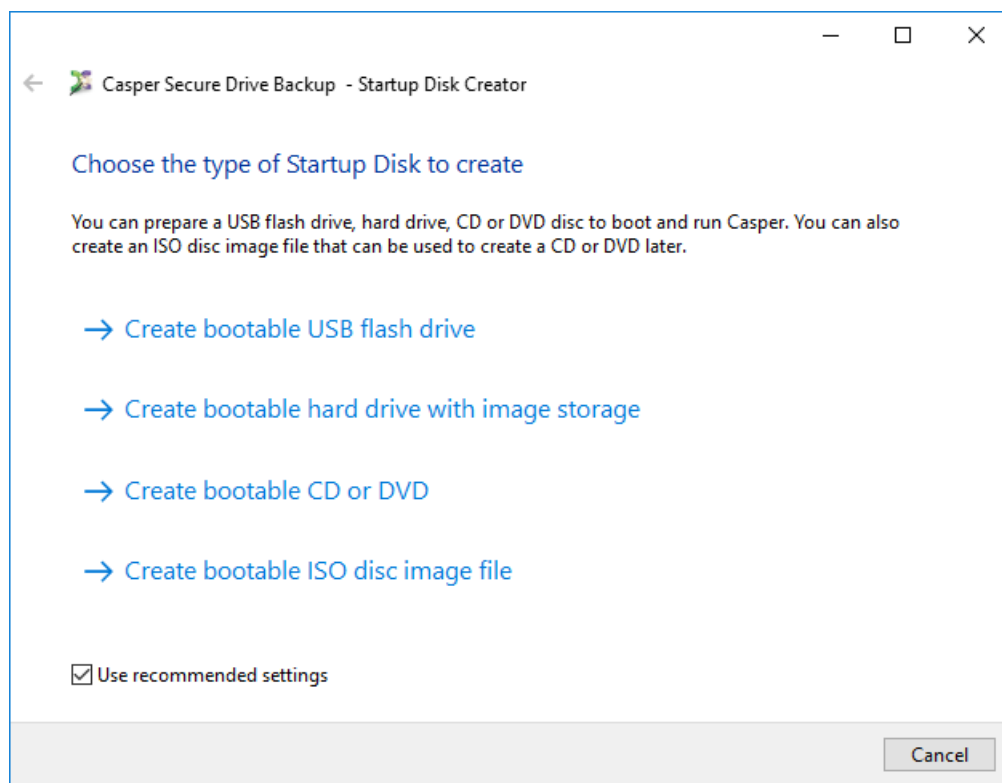 Casper Secure Drive Backup - Startup Disk Creator
Choose the type of Startup Disk to create
You can prepare a USB flash drive, hard drive, CD or DVD disc to boot and run Casper. You can also
create an ISO disc image file that can be used to create a CD or DVD later.
Create bootable USB flash drive
Create bootable hard drive with image storage
Create bootable CD or DVD
Create bootable ISO disc image file
Use recommended settings
Cancel